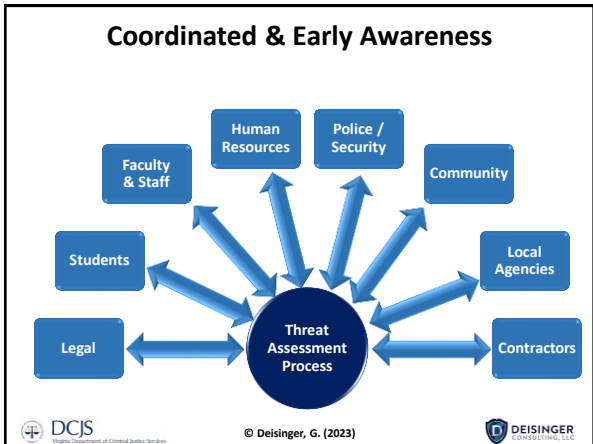 Coordinated & Early Awareness
Human
Resources
Police /
Security
Faculty
& Staff
Community
Students
Local
Agencies
Legal
Threat
Assessment
Process
Contractors
DCJS
Virginia Department of Criminal Justice Services
© Deisinger, G. (2023)
DEISINGER
CONSULTING, LLC